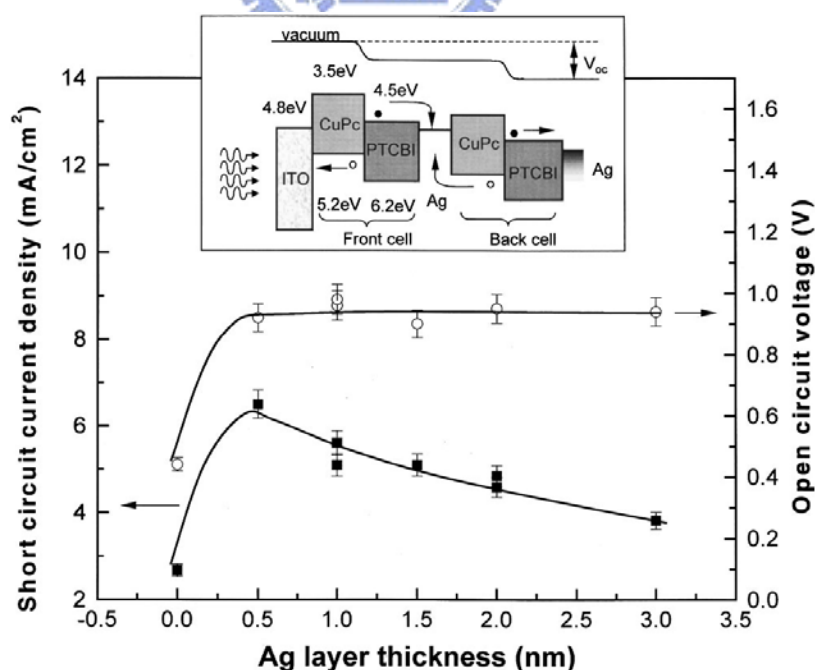 vacuum
Voc
3.5eV
4.5eV
4.8eV
CuPc
PTCBI
CuPc
PTCBI
ITO
Ag
Ag
5.2eV 6.2eV
Front cell
Back cell
Short circuit current density (mA/cm²)
14
12
10
8
6
4
2
Open circuit voltage (V)
1.6
1.4
1.2
1.0
0.8
0.6
0.4
0.2
0.0
-0.5 0.0 0.5 1.0 1.5 2.0 2.5 3.0 3.5
Ag layer thickness (nm)